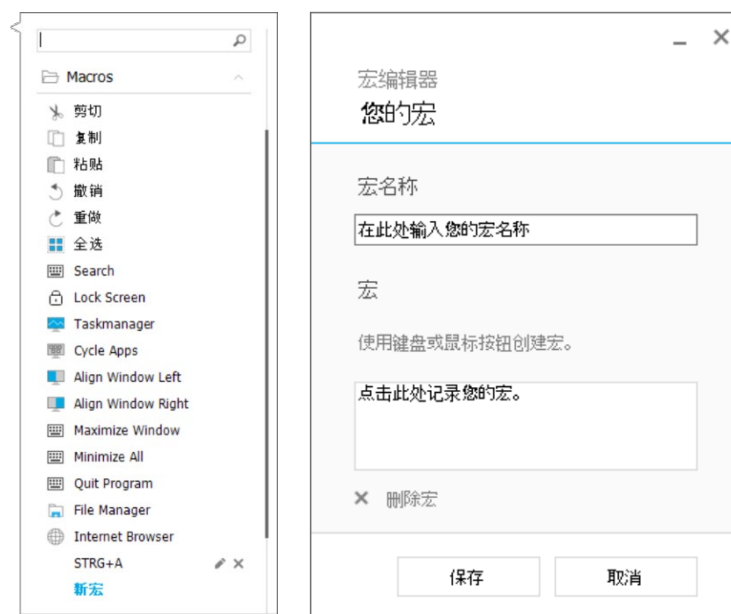 Macros
剪切
复制
粘贴
撤销
重做
全选
Search
Lock Screen
Taskmanager
Cycle Apps
Align Window Left
Align Window Right
Maximize Window
Minimize All
Quit Program
File Manager
Internet Browser
STRG+A
新宏
宏编辑器
您的宏
宏名称
在此处输入您的宏名称
宏
使用键盘或鼠标按钮创建宏。
点击此处记录您的宏。
删除宏
保存
取消